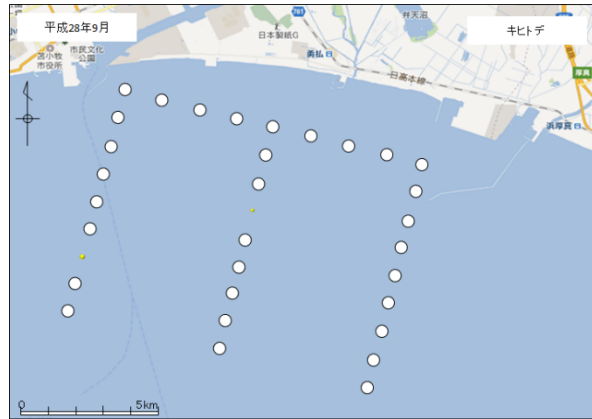 平成28年9月
キヒトデ
781
弁天沼
日本製紙G
市民文化
公園
苫小牧
市役所
勇払
日高本線
厚真
浜厚真
0
5km